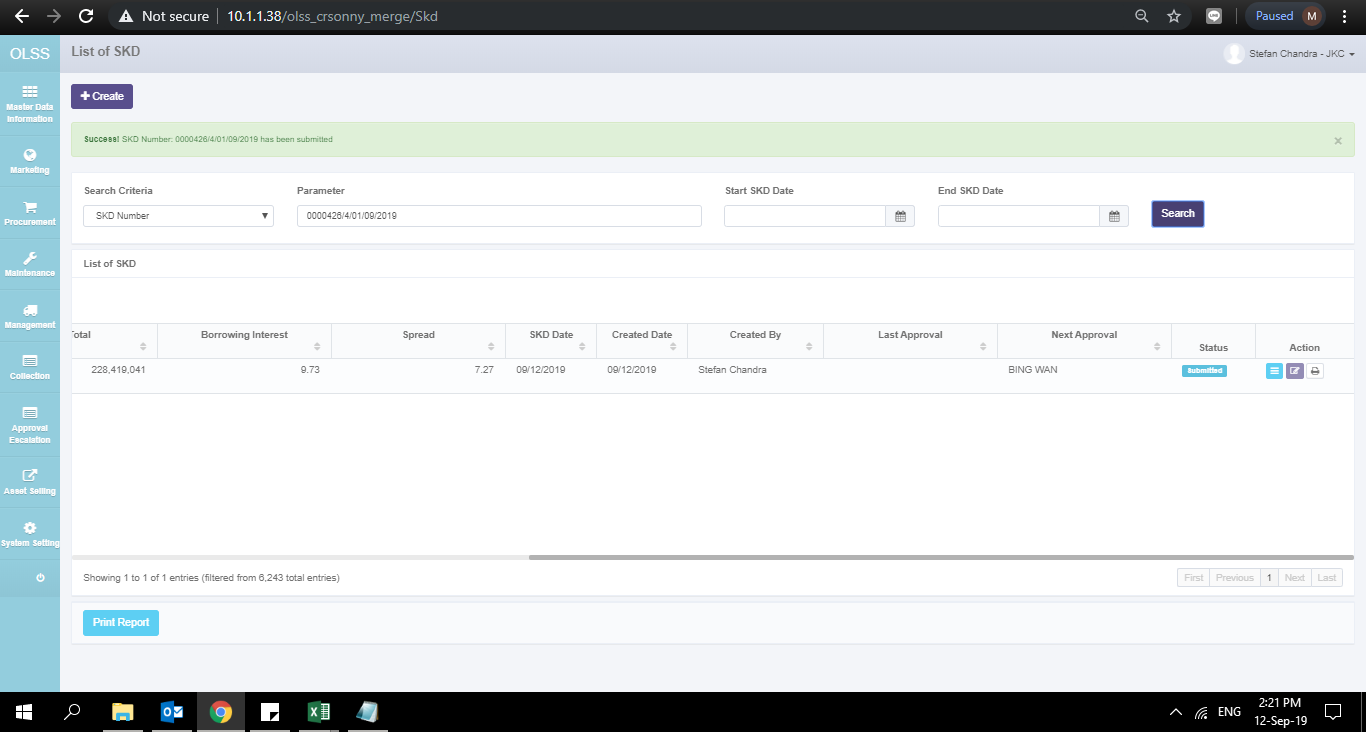 Not secure
10.1.1.38/olss_crsonny_merge/Skd
Paused
M
OLSS
List of SKD
Stefan Chandra - JKC
Master Data
Information
Marketing
Procurement
Maintenance
Management
Collection
Approval
Escalation
Asset Selling
System Setting
Create
Success! SKD Number: 0000426/4/01/09/2019 has been submitted
×
Search Criteria
Parameter
Start SKD Date
End SKD Date
SKD Number
0000426/4/01/09/2019
Search
List of SKD
Total
Borrowing Interest
Spread
SKD Date
Created Date
Created By
Last Approval
Next Approval
Status
Action
228,419,041
9.73
7.27
09/12/2019
09/12/2019
Stefan Chandra
BING WAN
Submitted
Showing 1 to 1 of 1 entries (filtered from 6,243 total entries)
First
Previous
1
Next
Last
Print Report
ENG
2:21 PM
12-Sep-19